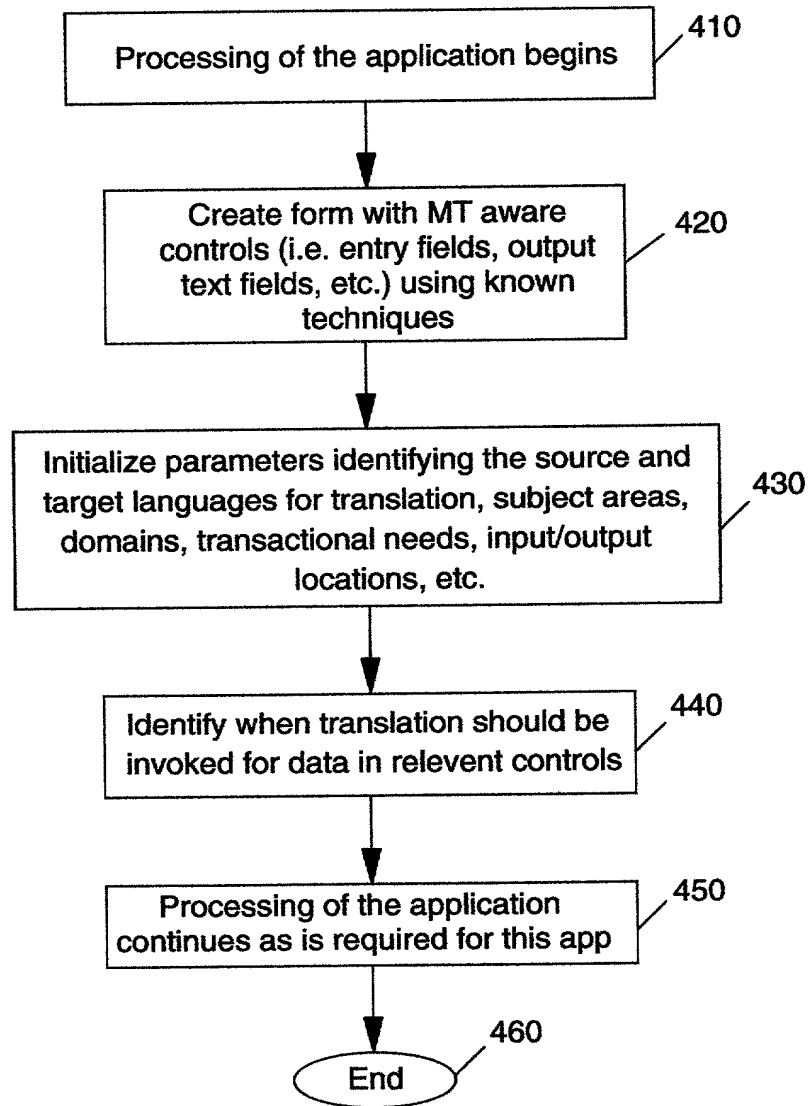 Processing of the application begins
410
Create form with MT aware
controls (i.e. entry fields, output
text fields, etc.) using known
techniques
420
Initialize parameters identifying the source and
target languages for translation, subject areas,
domains, transactional needs, input/output
locations, etc.
430
Identify when translation should be
invoked for data in relevent controls
440
Processing of the application
continues as is required for this app
450
End
460